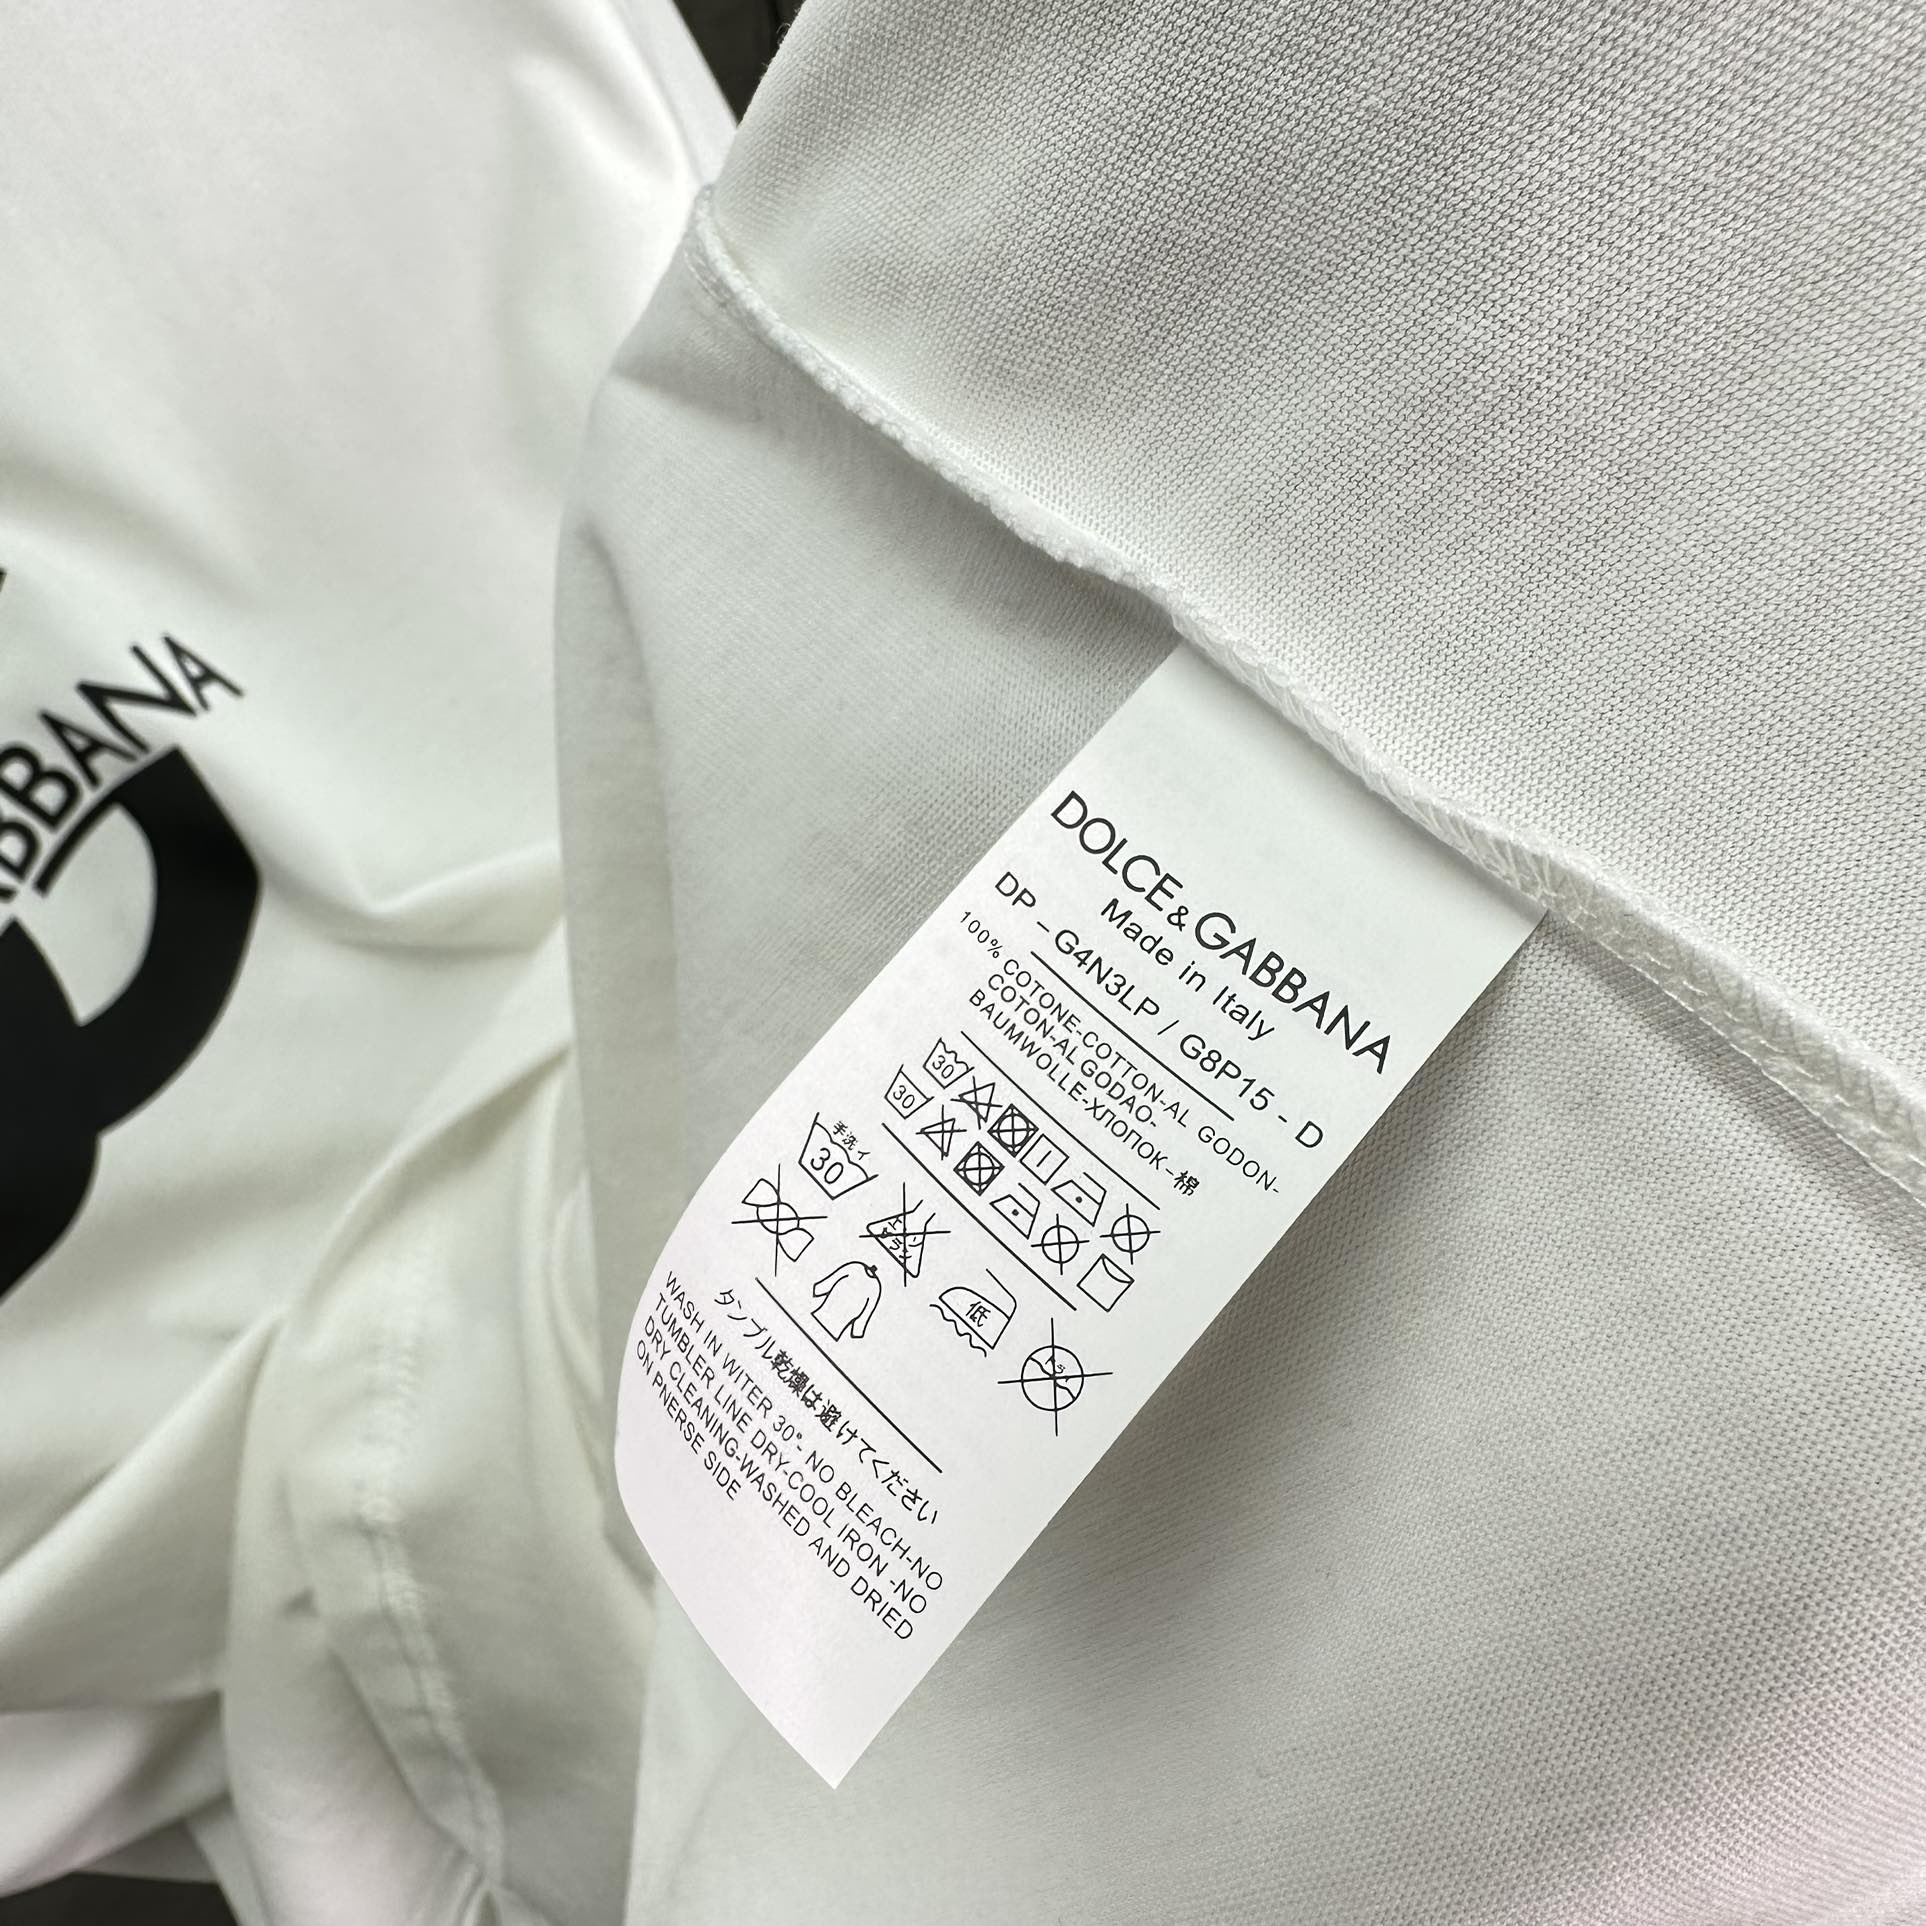 BBANA
DOLCE & GABBANA
Made in Italy
DP - G4N3LP / G8P15 - D
100% COTONE-COTTON-AL GODON-
COTON-ALGODAO-
BAUMWOLLE-ХЛОПОК-棉
30
30
手洗イ
30
低
タンブル乾燥は避けてください
WASH IN WITER 30°- NO BLEACH-NO
TUMBLER LINE DRY-COOL IRON -NO
DRY CLEANING-WASHED AND DRIED
ON PNERSE SIDE